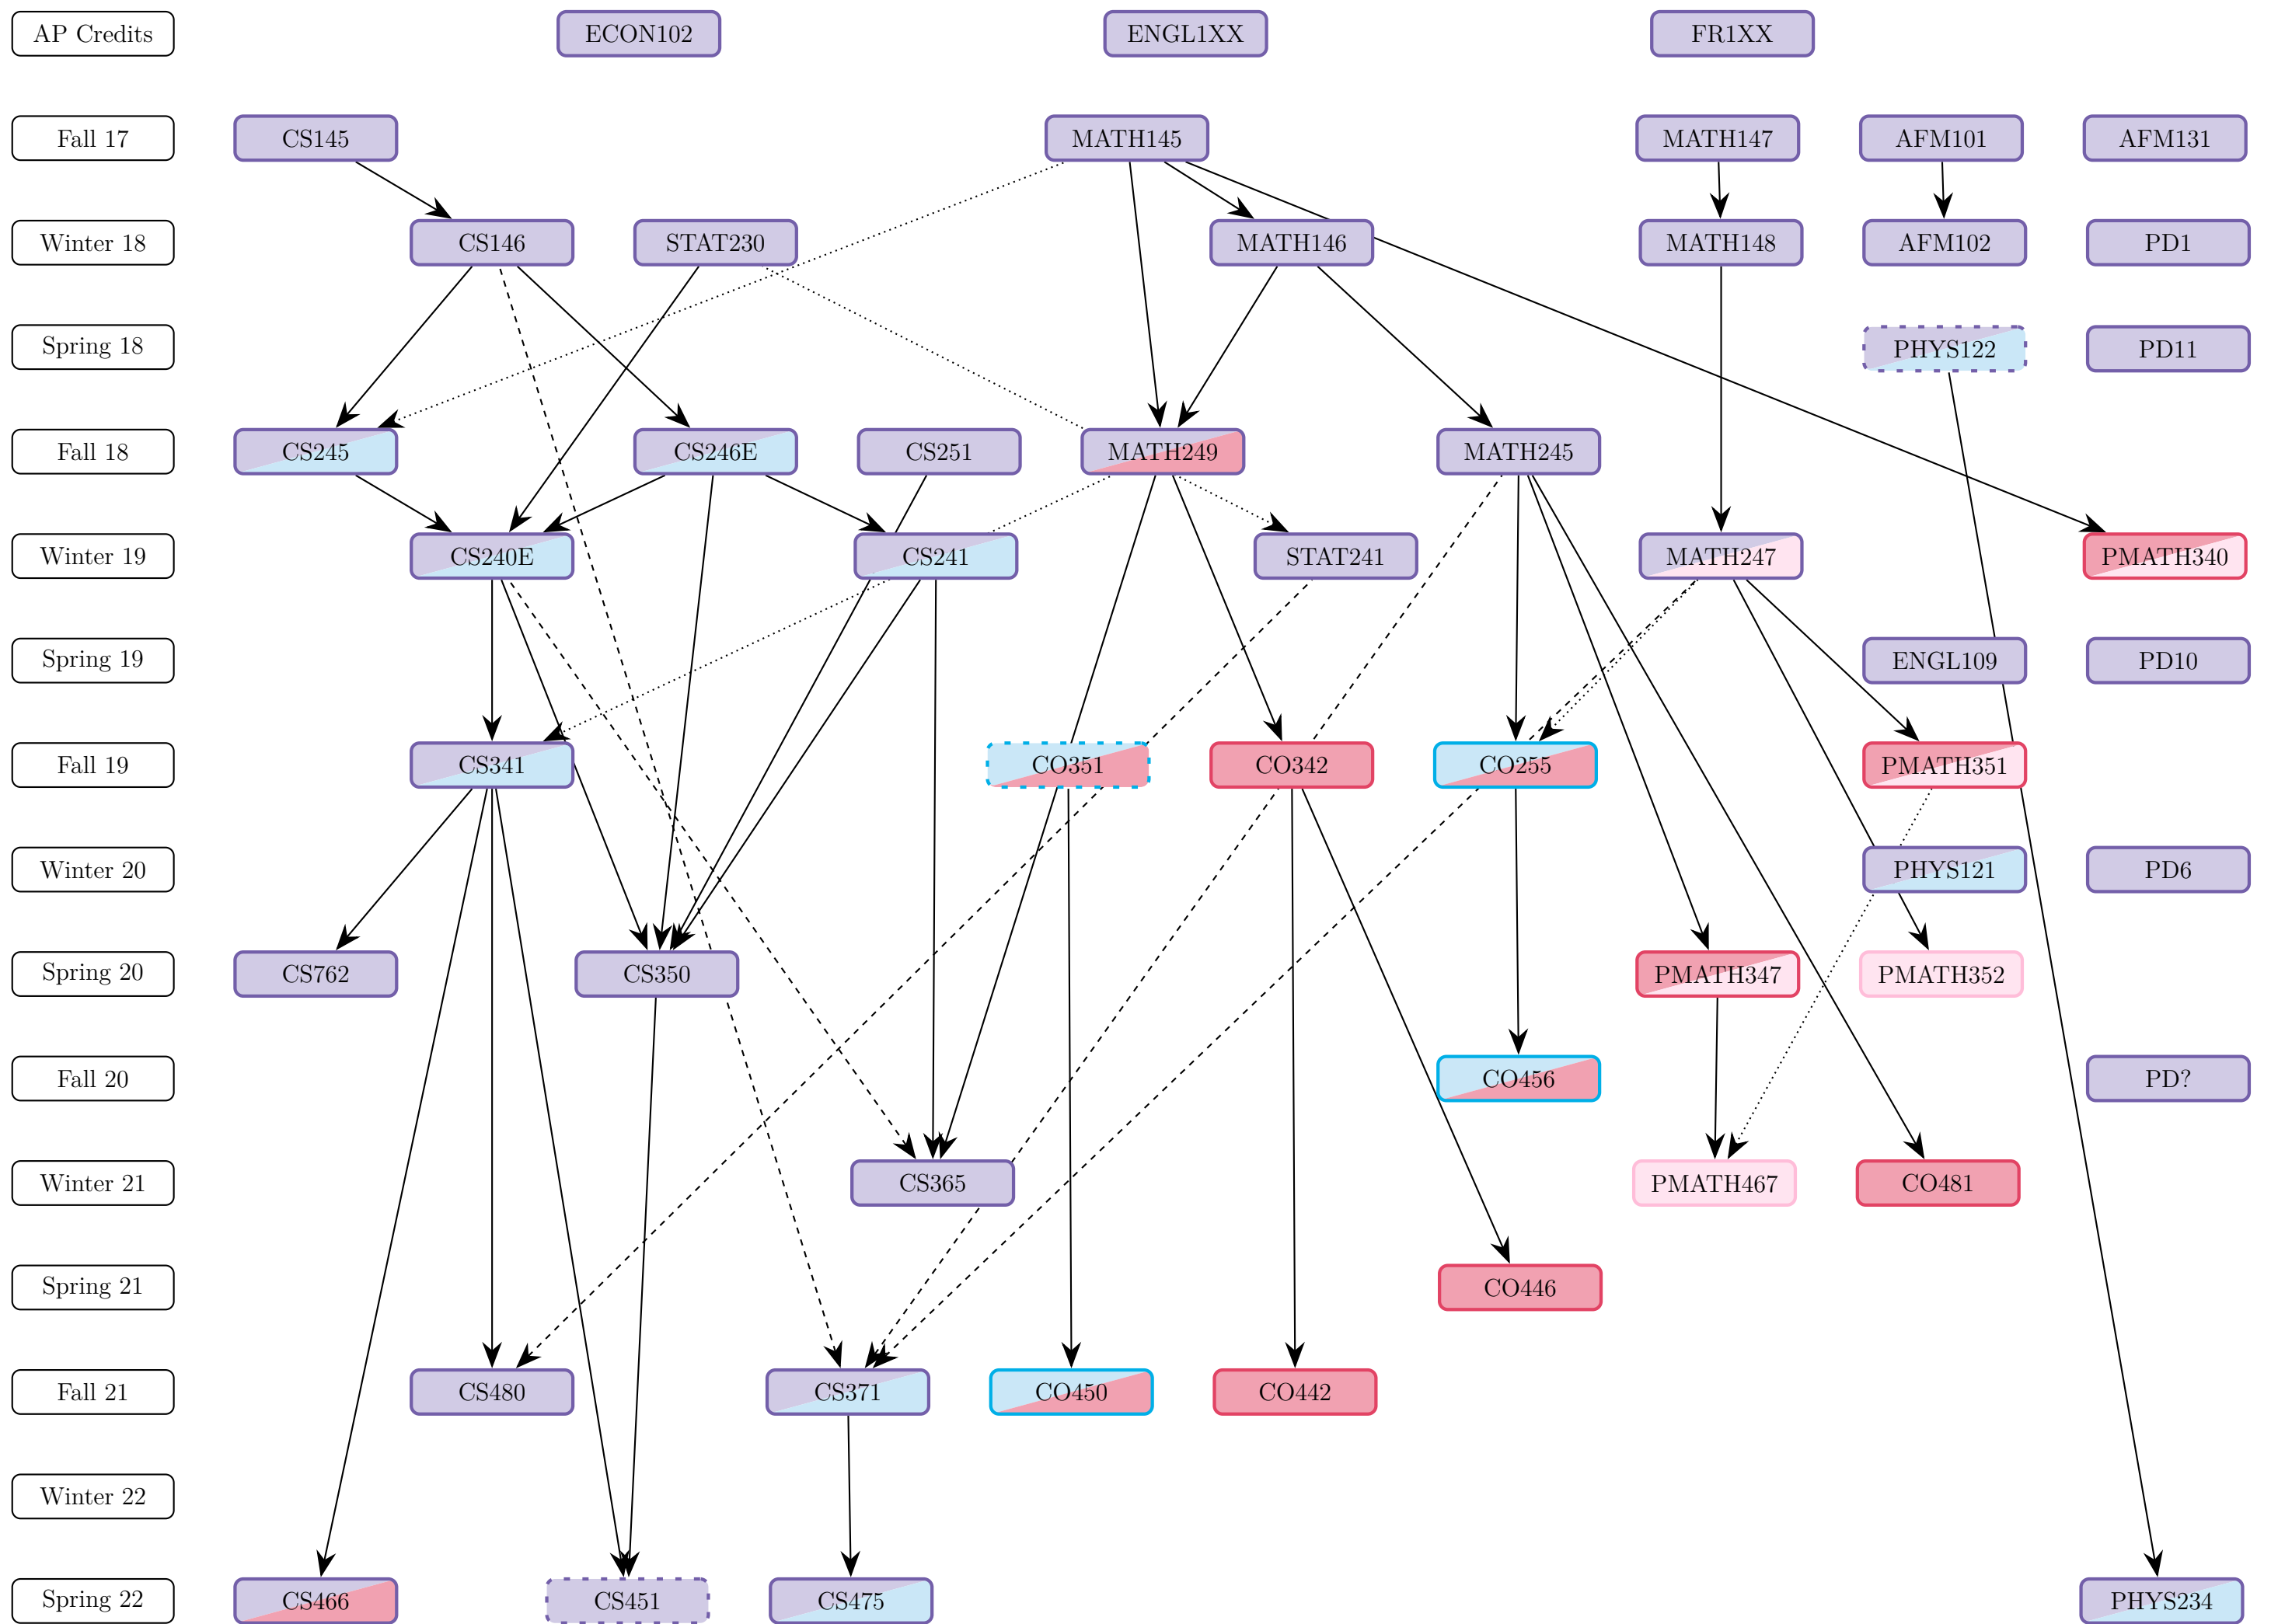 AP Credits
ECON102
ENGL1XX
FR1XX
Fall 17
CS145
MATH145
MATH147
AFM101
AFM131
Winter 18
CS146
STAT230
MATH146
MATH148
AFM102
PD1
Spring 18
PHYS122
PD11
Fall 18
CS245
CS246E
CS251
MATH249
MATH245
Winter 19
CS240E
CS241
STAT241
MATH247
PMATH340
Spring 19
ENGL109
PD10
Fall 19
CS341
CO351
CO342
CO255
PMATH351
Winter 20
PHYS121
PD6
Spring 20
CS762
CS350
PMATH347
PMATH352
Fall 20
CO456
PD?
Winter 21
CS365
PMATH467
CO481
Spring 21
CO446
Fall 21
CS480
CS371
CO450
CO442
Winter 22
Spring 22
CS466
CS451
CS475
PHYS234